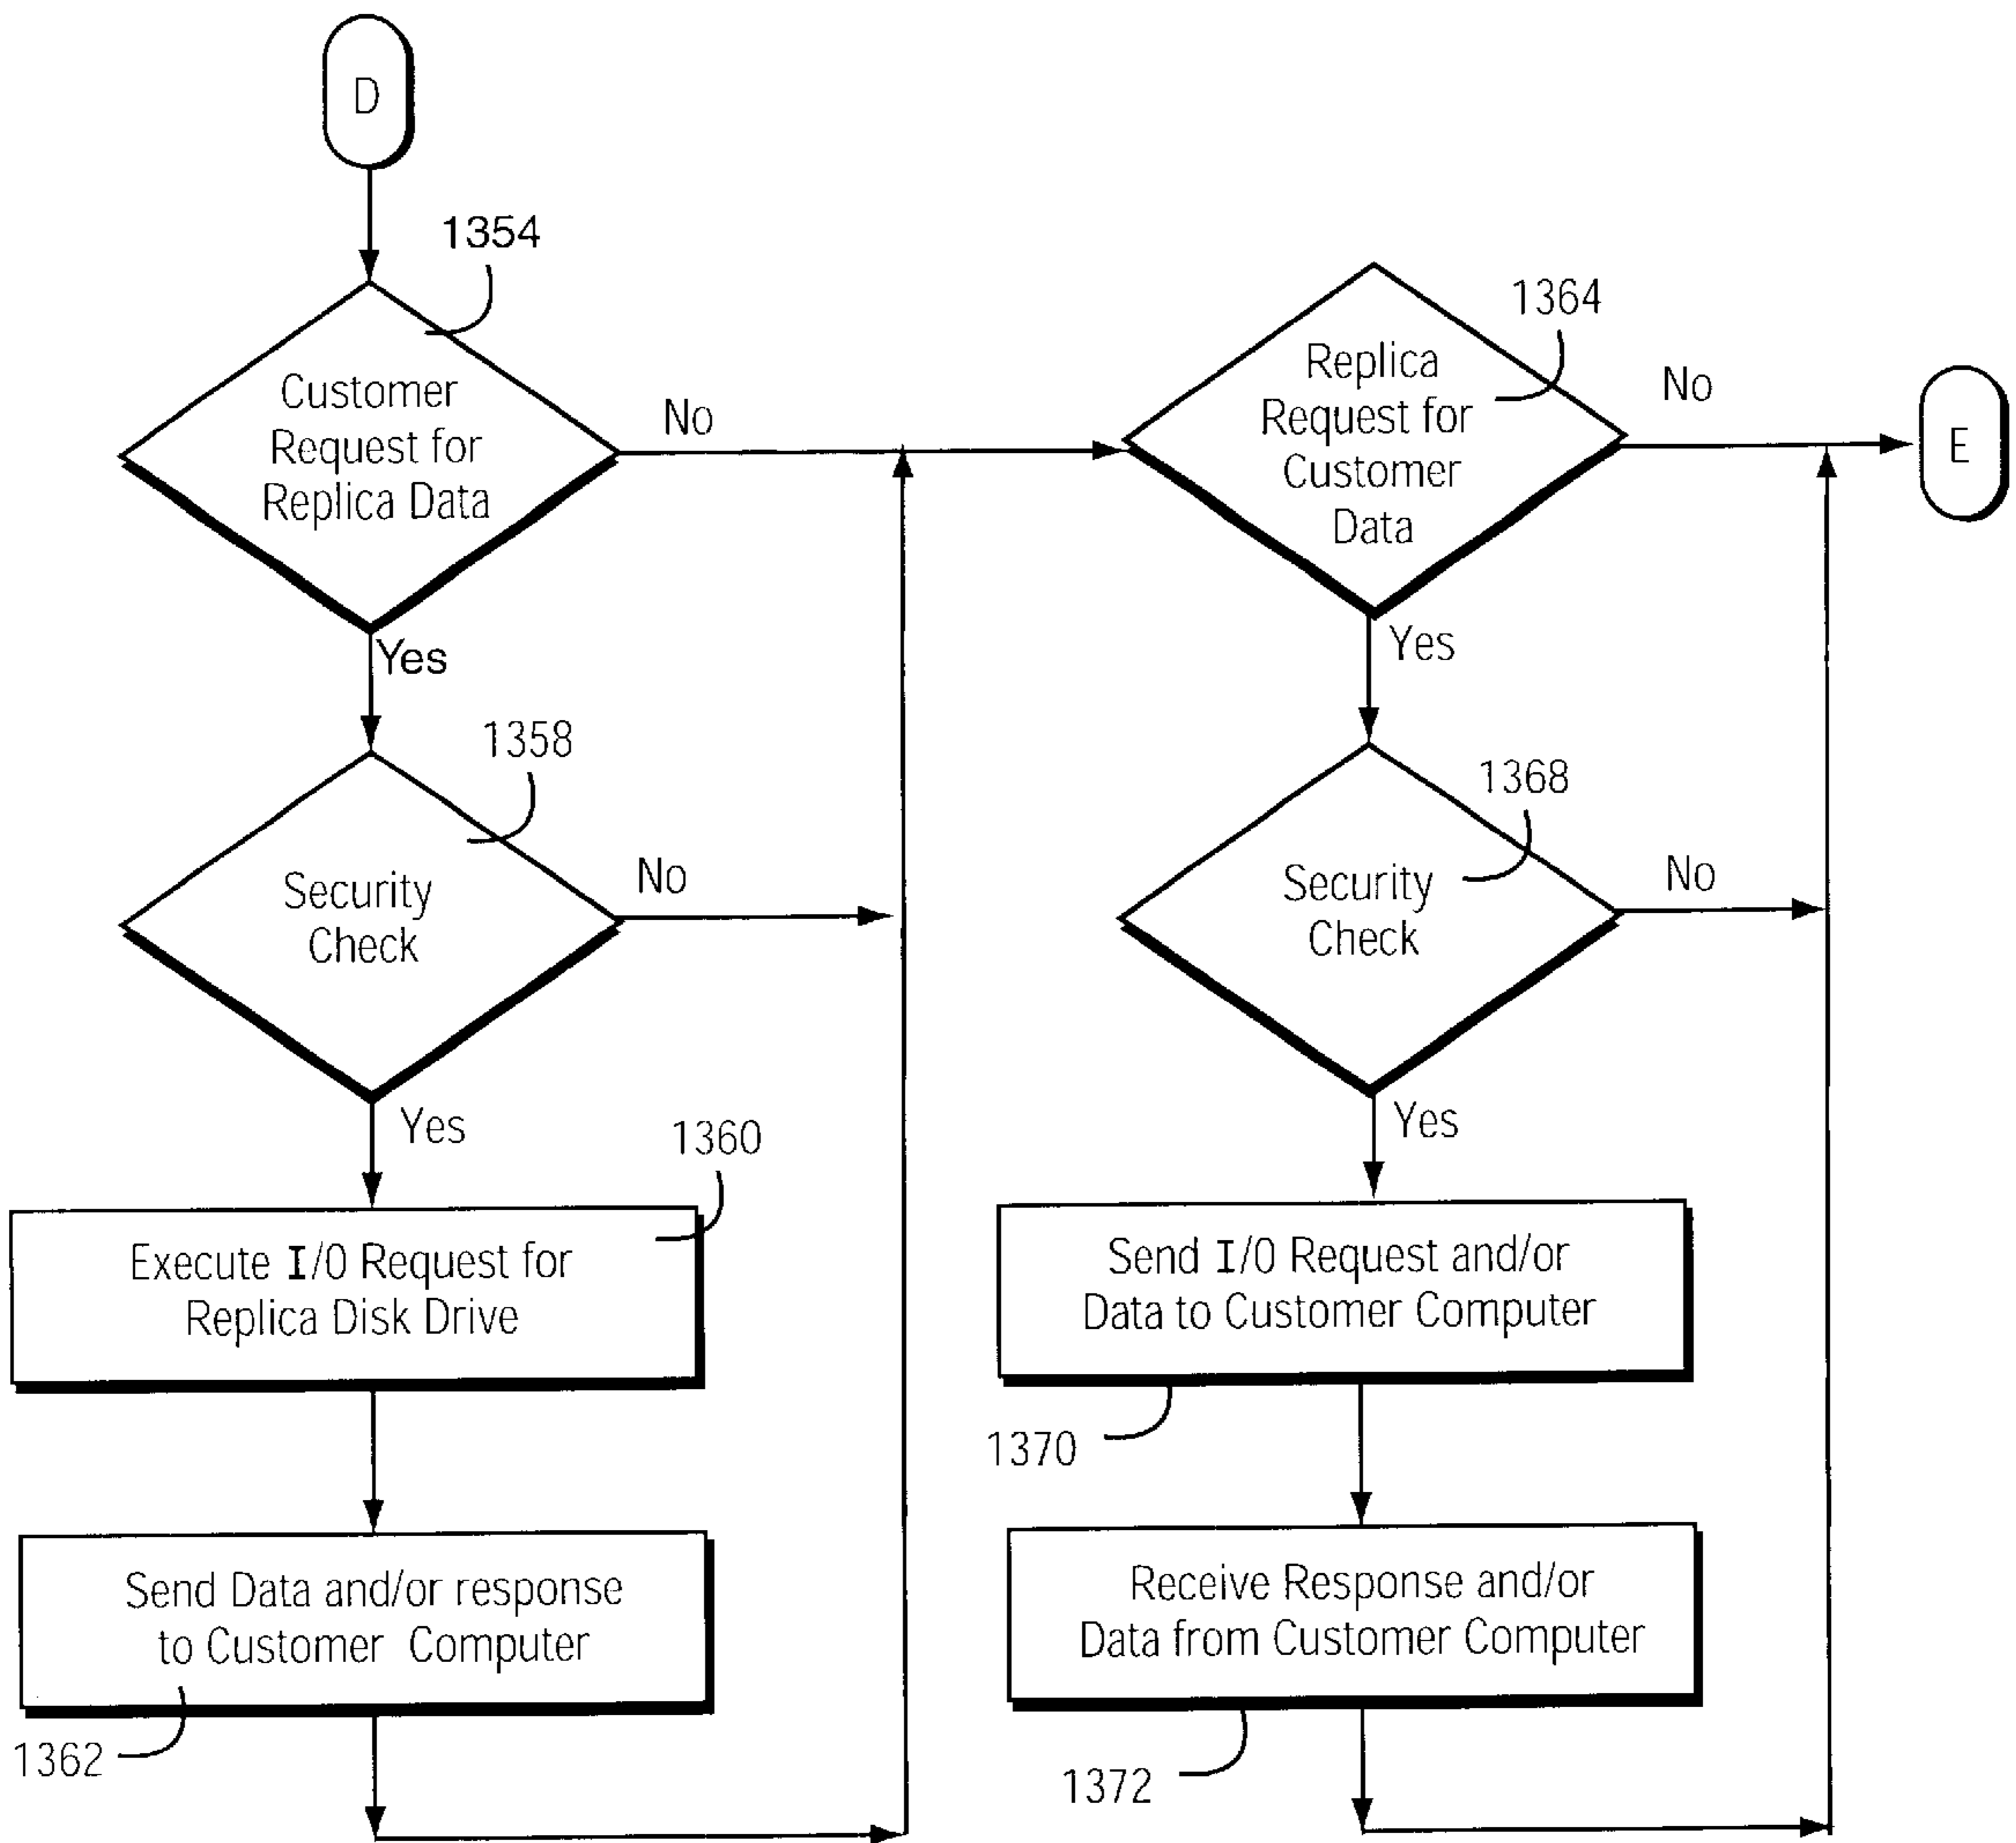 D
1354
Customer
Request for
Replica Data
No
Yes
1358
Security
Check
No
Yes
1360
Execute I/O Request for
Replica Disk Drive
Send Data and/or response
to Customer Computer
1362
1364
Replica
Request for
Customer
Data
No
E
Yes
1368
Security
Check
No
Yes
Send I/O Request and/or
Data to Customer Computer
1370
Receive Response and/or
Data from Customer Computer
1372